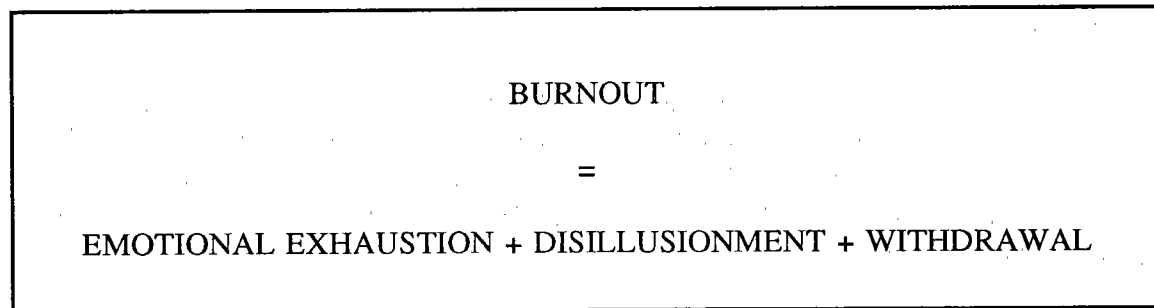 BURNOUT
=
EMOTIONAL EXHAUSTION + DISILLUSIONMENT + WITHDRAWAL